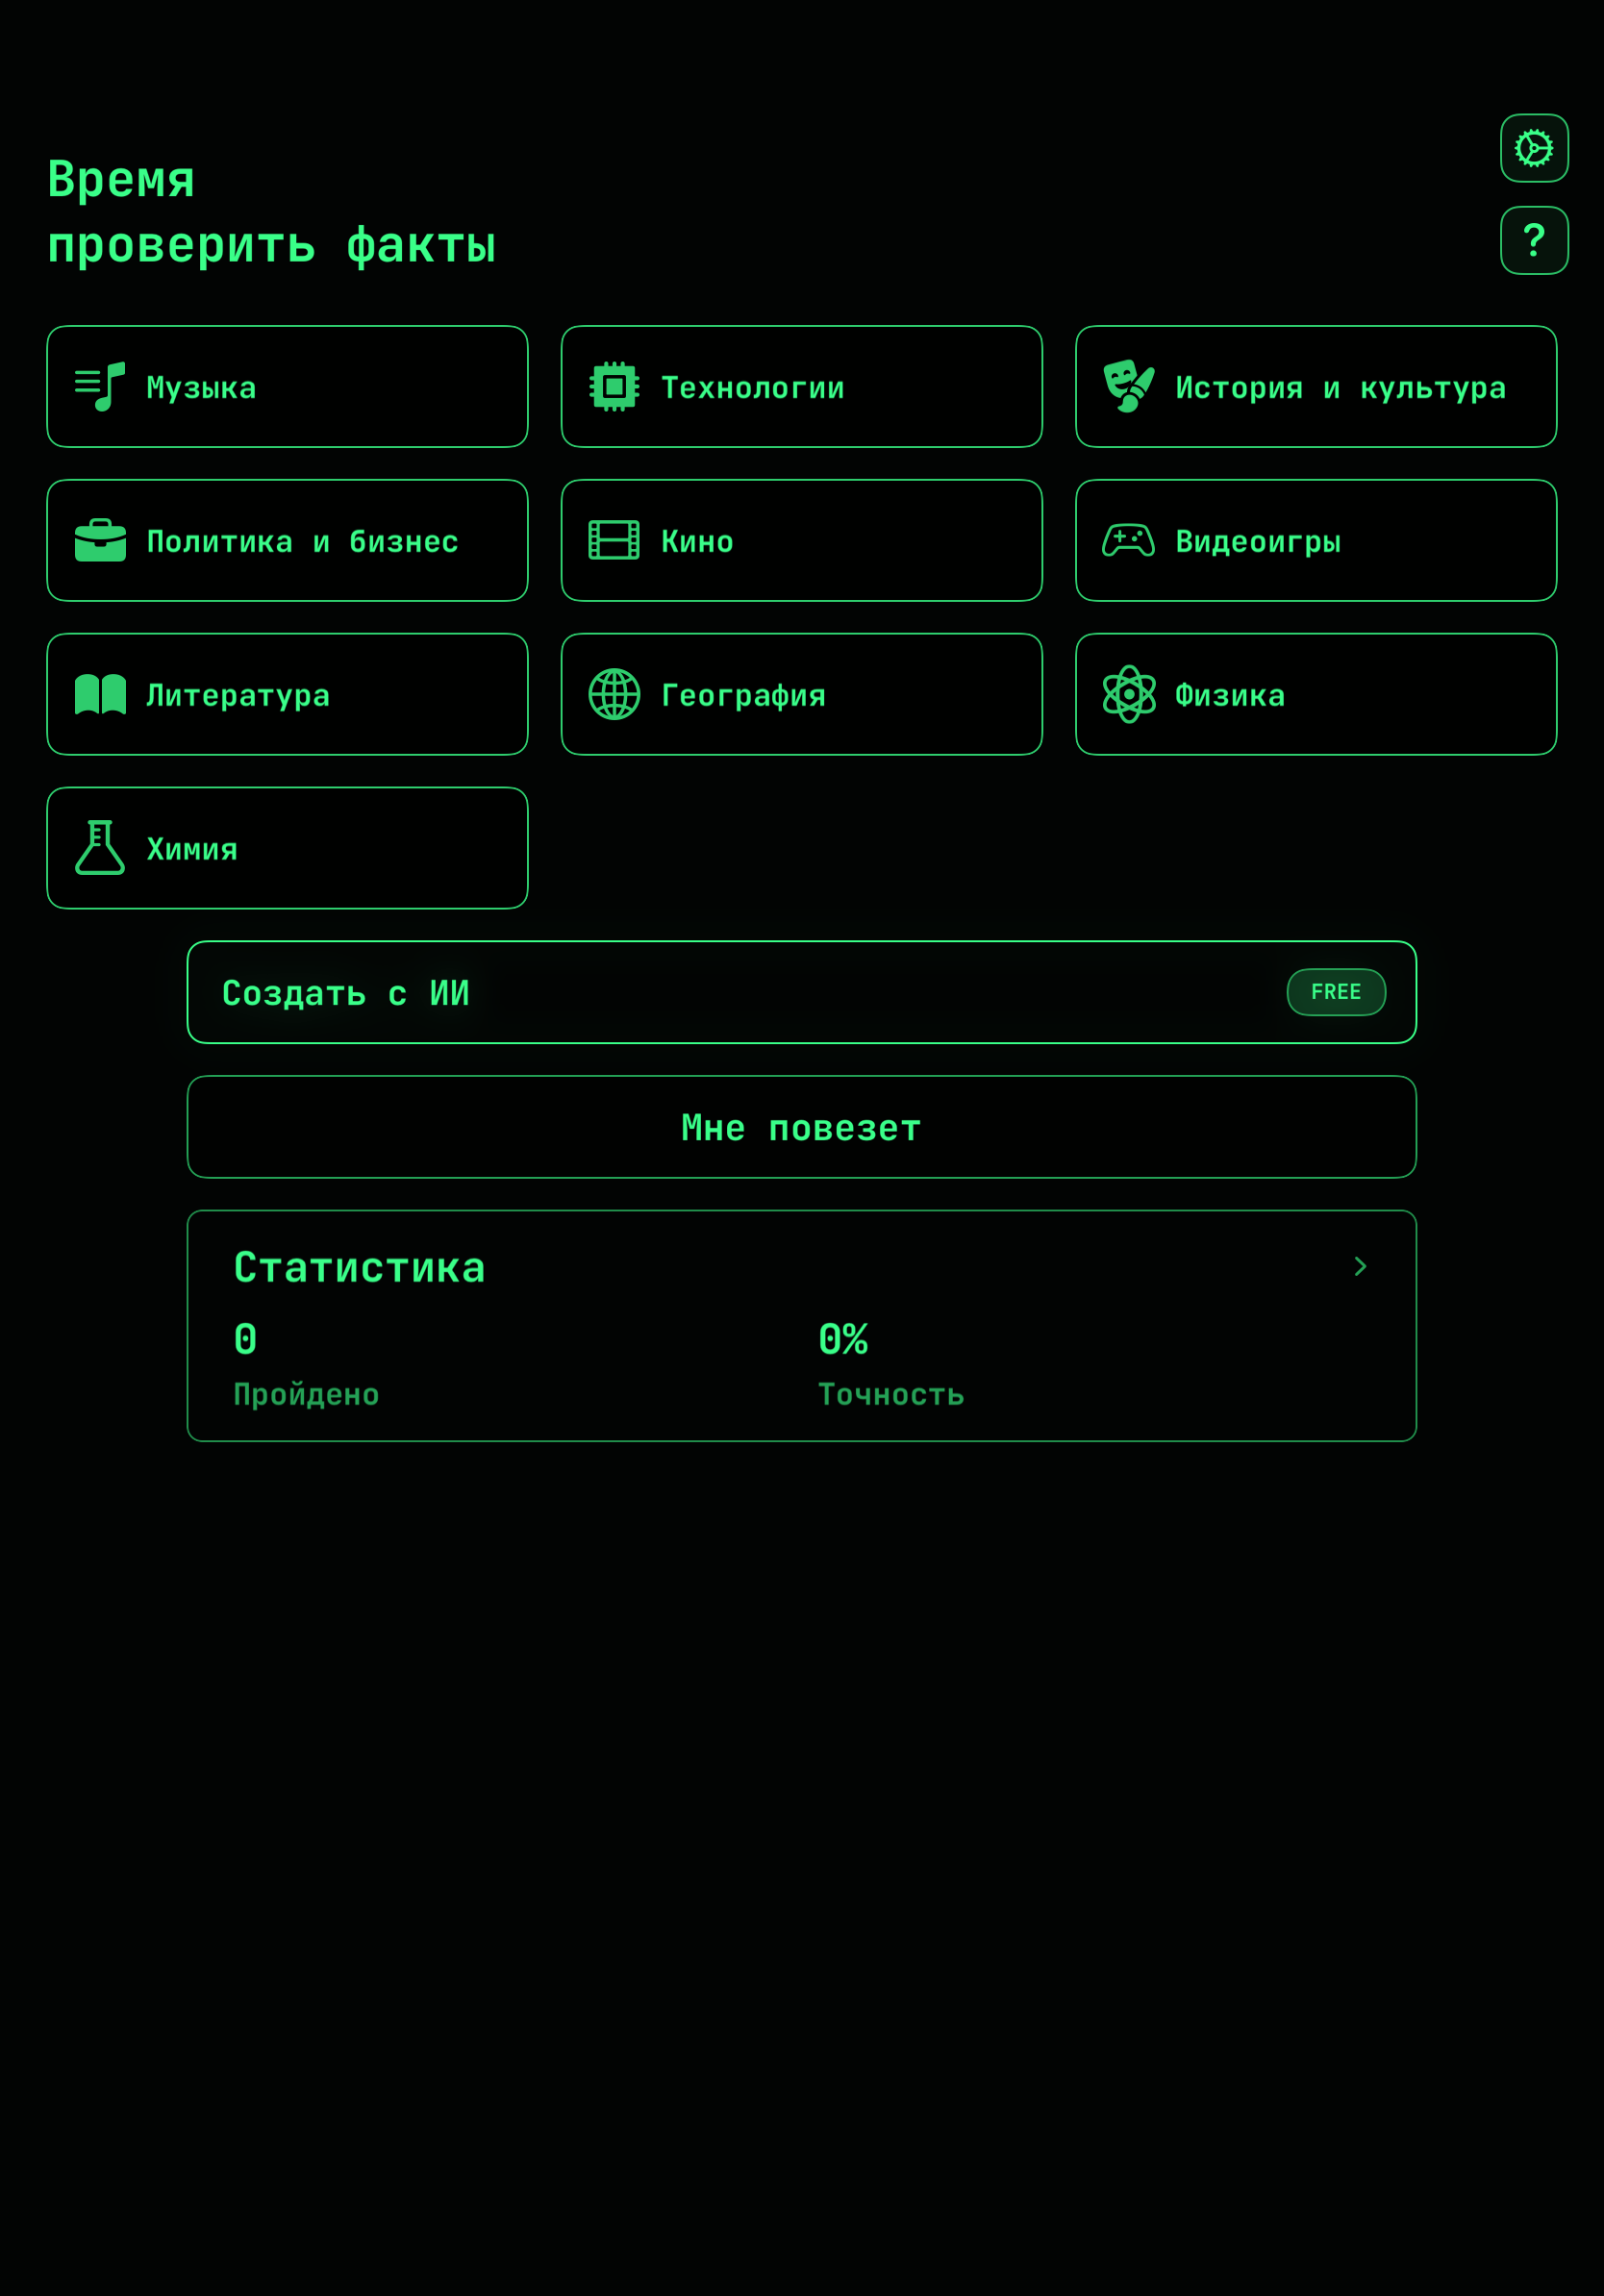 Время
проверить факты
?
Музыка
Технологии
История и культура
Политика и бизнес
Кино
Видеоигры
Литература
География
Физика
Химия
Создать с ИИ
FREE
Мне повезет
Статистика
0
0%
Пройдено
Точность